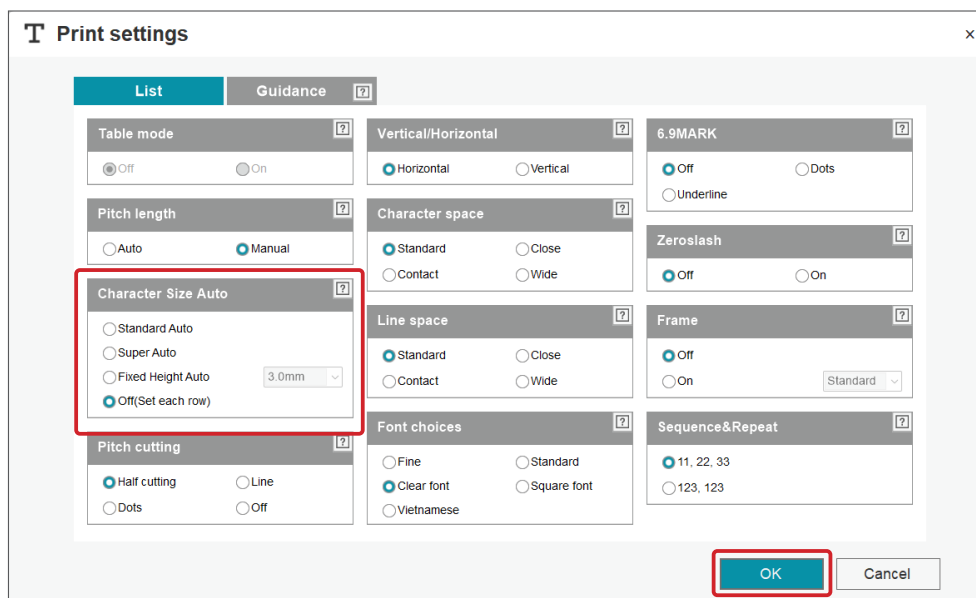 T Print settings
×
List
Guidance ?
Table mode ?
Off On
Pitch length ?
Auto Manual
Character Size Auto ?
Standard Auto
Super Auto
Fixed Height Auto 3.0mm
Off(Set each row)
Pitch cutting ?
Half cutting Line
Dots Off
Vertical/Horizontal ?
Horizontal Vertical
Character space ?
Standard Close
Contact Wide
Line space ?
Standard Close
Contact Wide
Font choices ?
Fine Standard
Clear font Square font
Vietnamese
6.9MARK ?
Off Dots
Underline
Zeroslash ?
Off On
Frame ?
Off
On Standard
Sequence&Repeat ?
11, 22, 33
123, 123
OK Cancel